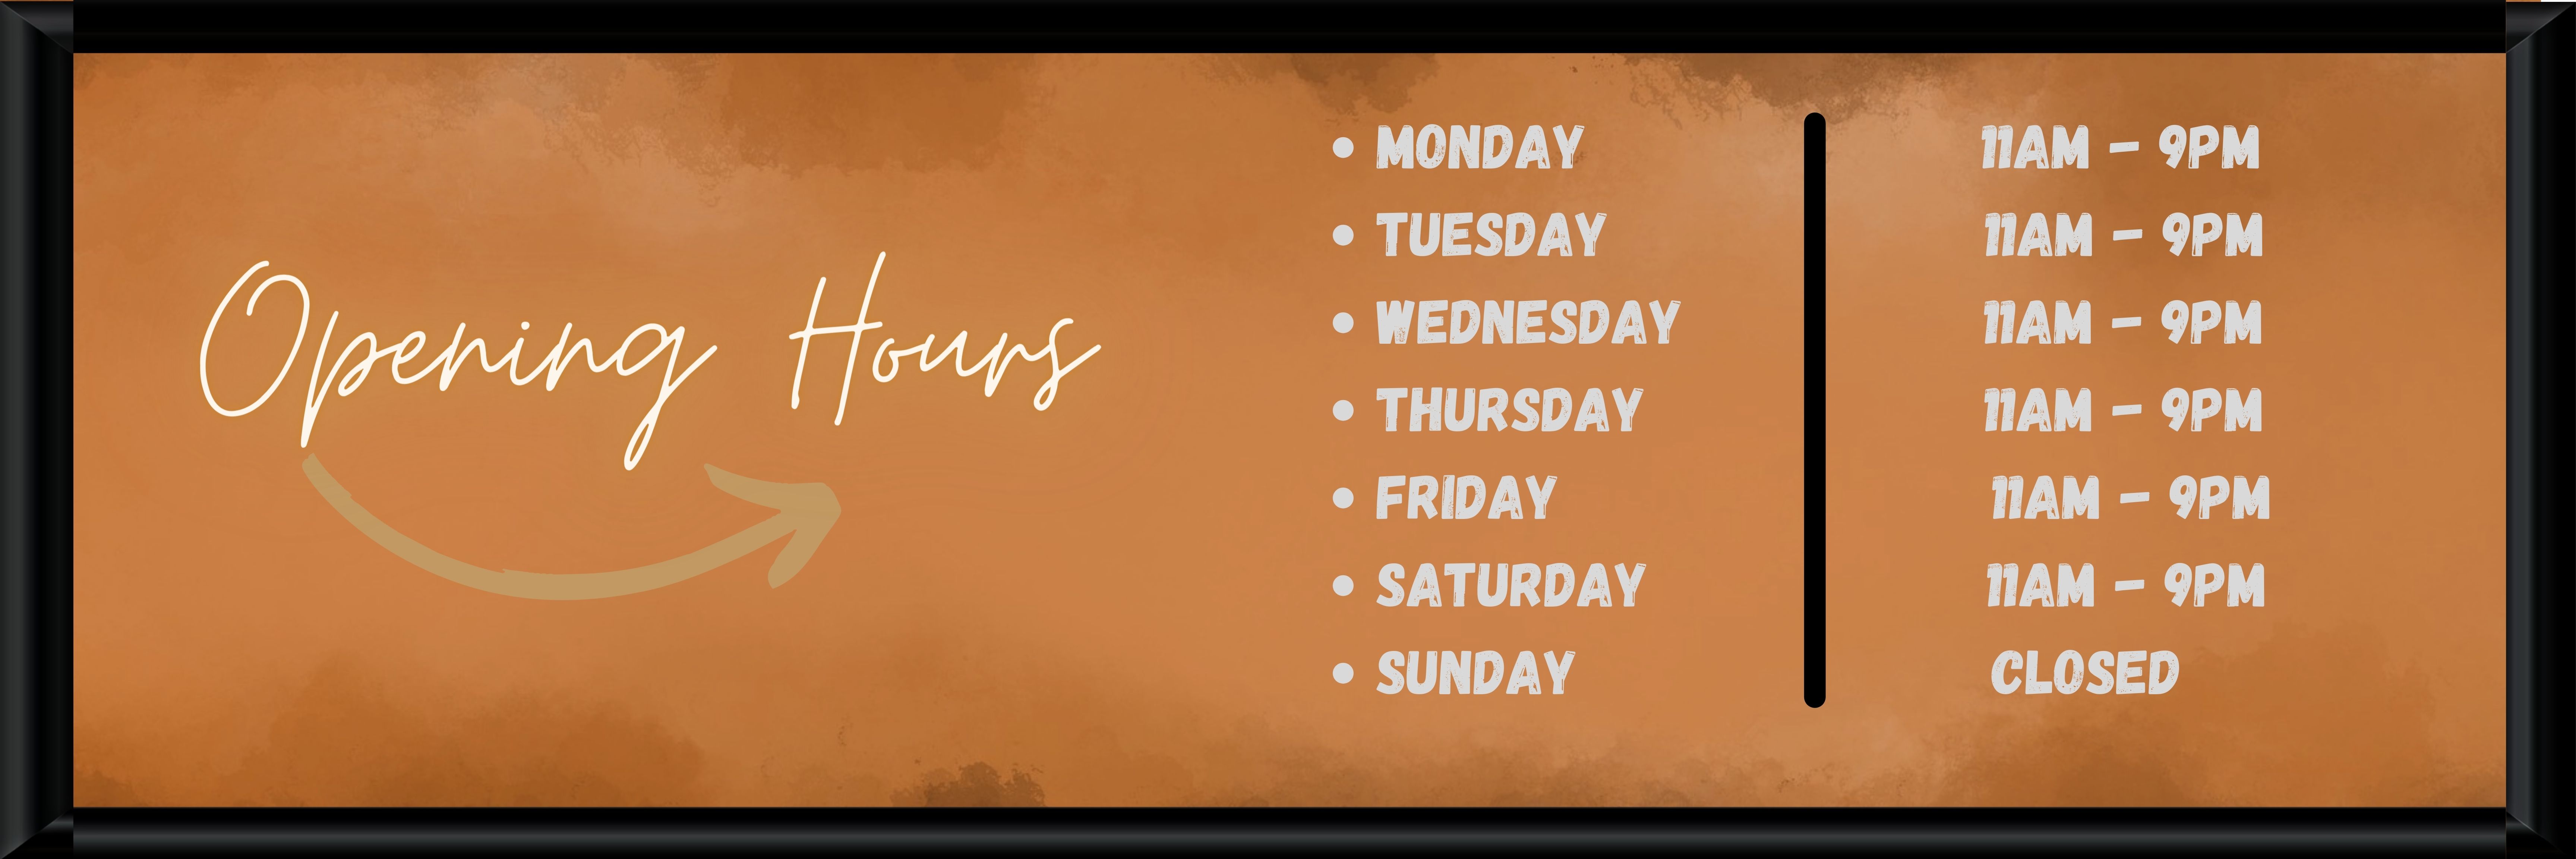 Opening Hours
• MONDAY 11AM – 9PM
• TUESDAY 11AM – 9PM
• WEDNESDAY 11AM – 9PM
• THURSDAY 11AM – 9PM
• FRIDAY 11AM – 9PM
• SATURDAY 11AM – 9PM
• SUNDAY CLOSED